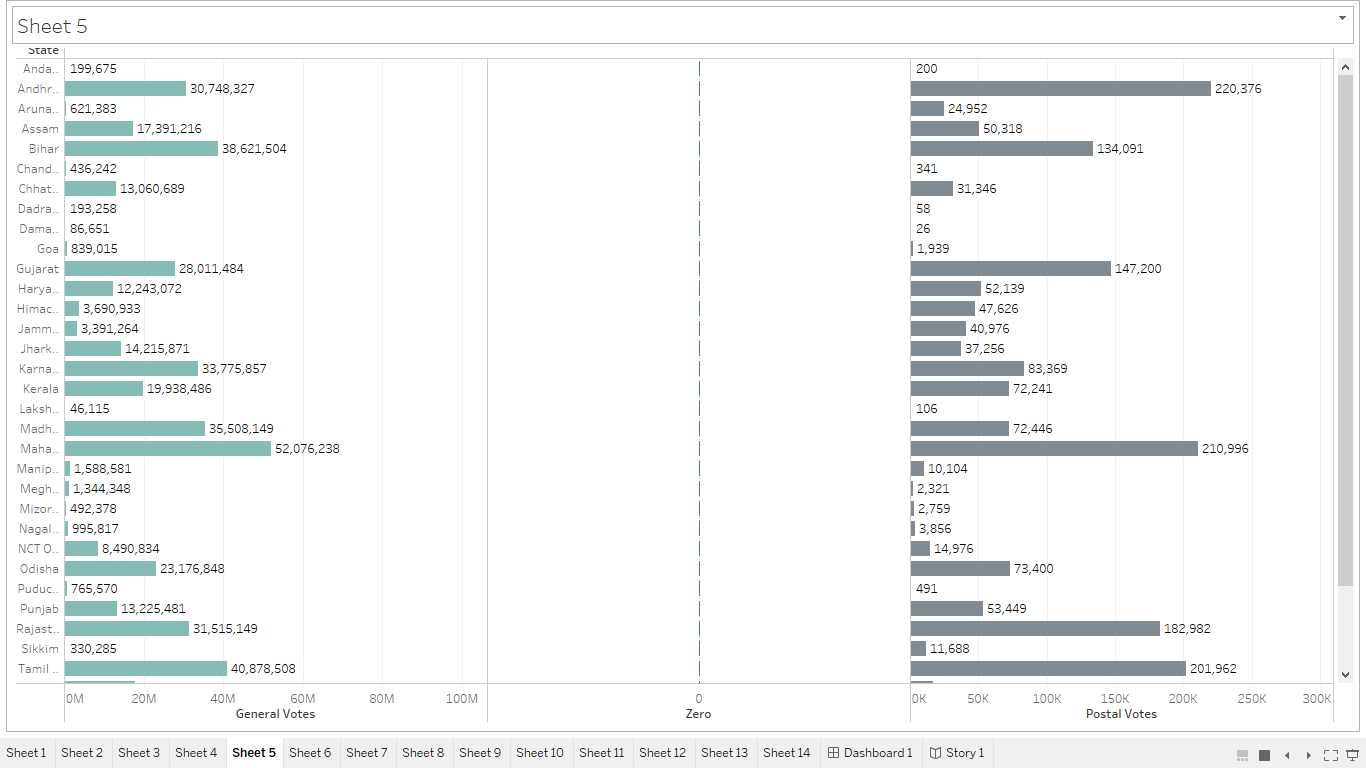 Sheet 5
State
Anda.. 199,675 200
Andhr.. 30,748,327 220,376
Aruna.. 621,383 24,952
Assam 17,391,216 50,318
Bihar 38,621,504 134,091
Chand.. 436,242 341
Chhat.. 13,060,689 31,346
Dadra.. 193,258 58
Dama.. 86,651 26
Goa 839,015 1,939
Gujarat 28,011,484 147,200
Harya.. 12,243,072 52,139
Himac.. 3,690,933 47,626
Jamm.. 3,391,264 40,976
Jhark.. 14,215,871 37,256
Karna.. 33,775,857 83,369
Kerala 19,938,486 72,241
Laksh.. 46,115 106
Madh.. 35,508,149 72,446
Maha.. 52,076,238 210,996
Manip.. 1,588,581 10,104
Megh.. 1,344,348 2,321
Mizor.. 492,378 2,759
Nagal.. 995,817 3,856
NCT O.. 8,490,834 14,976
Odisha 23,176,848 73,400
Puduc.. 765,570 491
Punjab 13,225,481 53,449
Rajast.. 31,515,149 182,982
Sikkim 330,285 11,688
Tamil .. 40,878,508 201,962
0M 20M 40M 60M 80M 100M 0 0K 50K 100K 150K 200K 250K 300K
General Votes Zero Postal Votes
Sheet 1 Sheet 2 Sheet 3 Sheet 4 Sheet 5 Sheet 6 Sheet 7 Sheet 8 Sheet 9 Sheet 10 Sheet 11 Sheet 12 Sheet 13 Sheet 14 Dashboard 1 Story 1